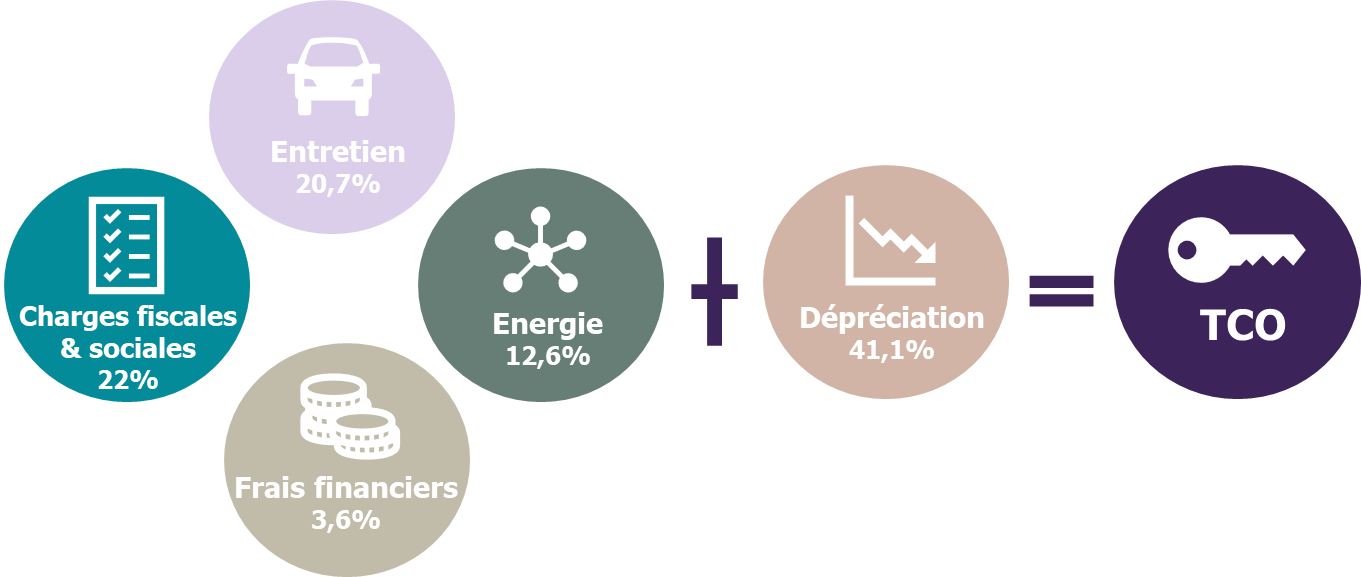 Entretien
20,7%
Charges fiscales
& sociales
22%
Energie
12,6%
Frais financiers
3,6%
+
Dépréciation
41,1%
=
TCO